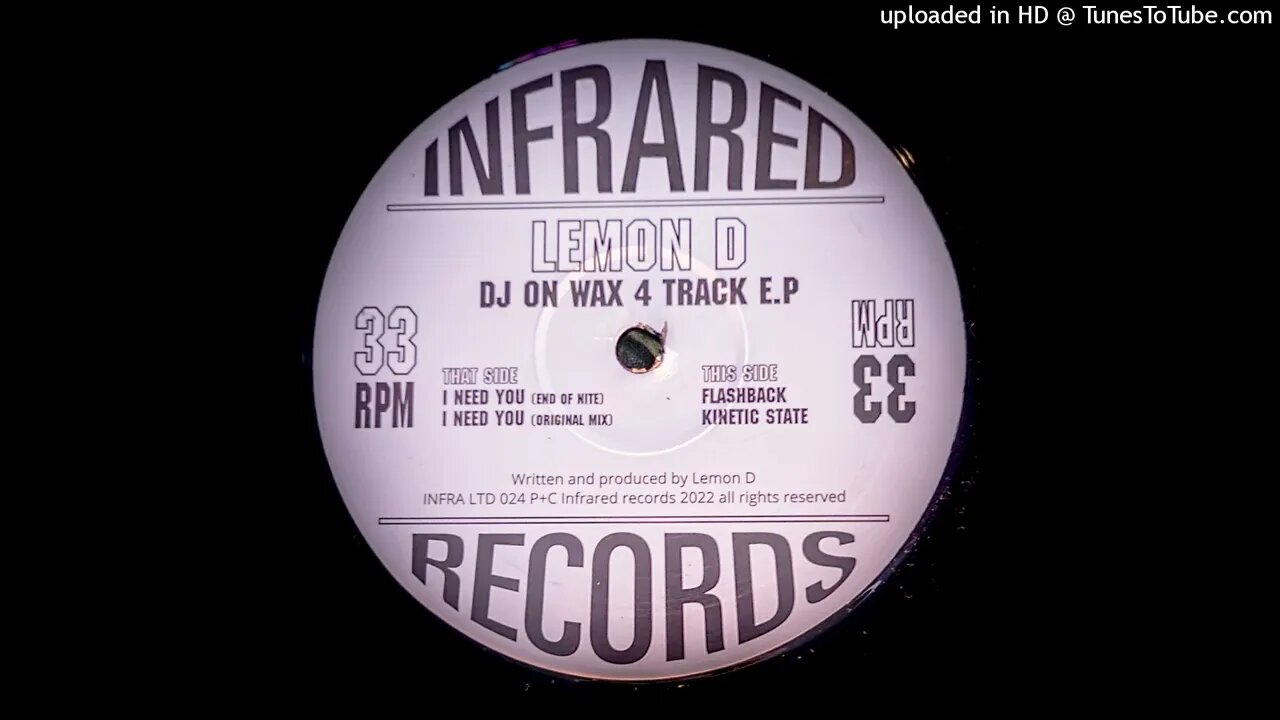 uploaded in HD @ TunesToTube.com
INFRARED
LEMON D
DJ ON WAX 4 TRACK E.P
33
RPM
THAT SIDE
I NEED YOU (END OF NITE)
I NEED YOU (ORIGINAL MIX)
THIS SIDE
FLASHBACK
KINETIC STATE
33
RPM
Written and produced by Lemon D
INFRA LTD 024 P+C Infrared records 2022 all rights reserved
RECORDS